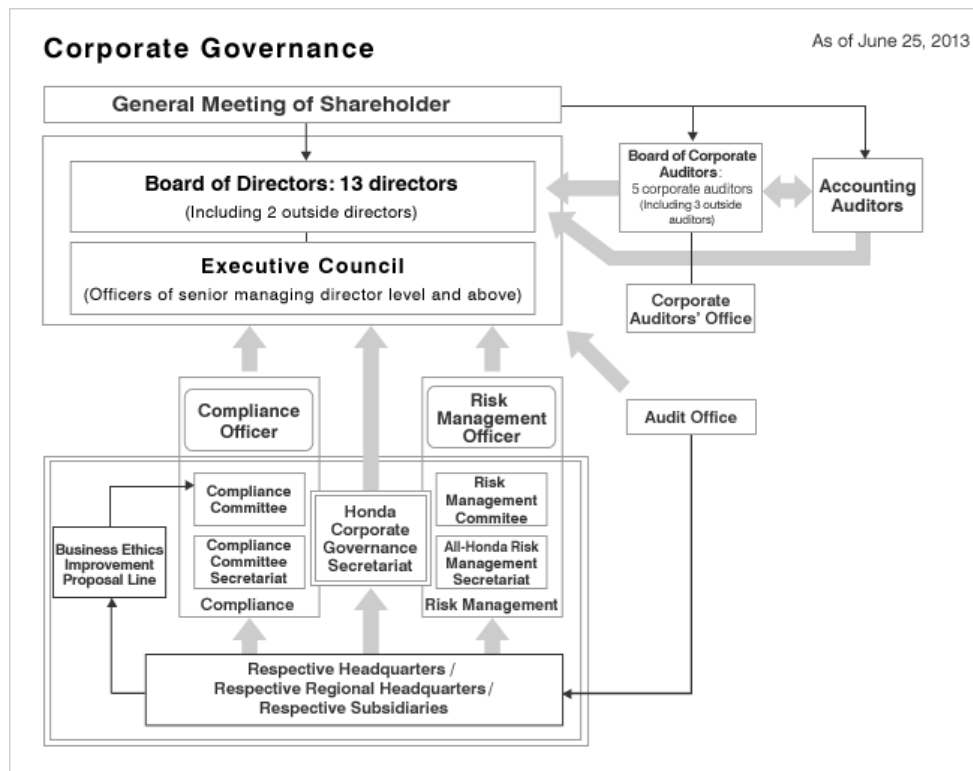 Corporate Governance
As of June 25, 2013
General Meeting of Shareholder
Board of Directors: 13 directors
(Including 2 outside directors)
Executive Council
(Officers of senior managing director level and above)
Board of Corporate
Auditors:
5 corporate auditors
(Including 3 outside
auditors)
Accounting
Auditors
Corporate
Auditors' Office
Compliance
Officer
Risk
Management
Officer
Audit Office
Compliance
Committee
Compliance
Committee
Secretariat
Compliance
Honda
Corporate
Governance
Secretariat
Risk
Management
Commitee
All-Honda Risk
Management
Secretariat
Risk Management
Business Ethics
Improvement
Proposal Line
Respective Headquarters /
Respective Regional Headquarters /
Respective Subsidiaries